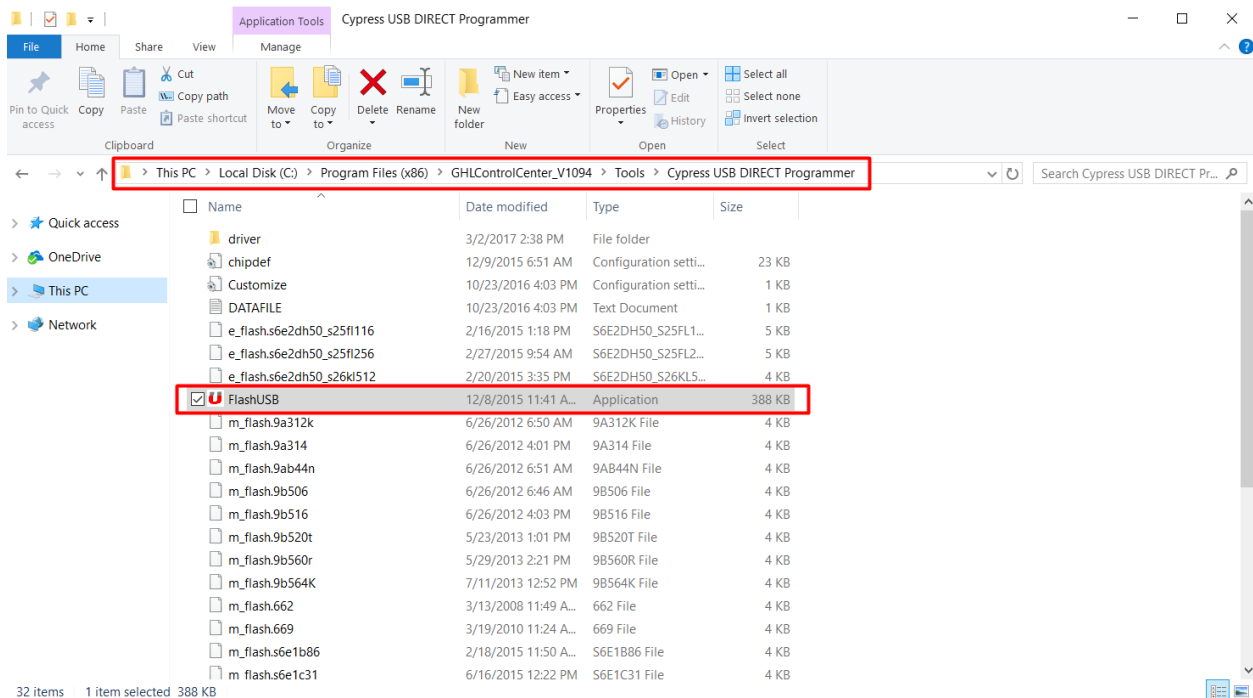 Application Tools Cypress USB DIRECT Programmer
File Home Share View Manage
Pin to Quick access
Copy
Paste
Cut
Copy path
Paste shortcut
Clipboard
Move to
Copy to
Delete
Rename
Organize
New folder
New item
Easy access
New
Properties
Open
Edit
History
Open
Select all
Select none
Invert selection
Select
This PC > Local Disk (C:) > Program Files (x86) > GHLControlCenter_V1094 > Tools > Cypress USB DIRECT Programmer
Search Cypress USB DIRECT Pr...
Quick access
OneDrive
This PC
Network
Name Date modified Type Size
driver 3/2/2017 2:38 PM File folder
chipdef 12/9/2015 6:51 AM Configuration setti... 23 KB
Customize 10/23/2016 4:03 PM Configuration setti... 1 KB
DATAFILE 10/23/2016 4:03 PM Text Document 1 KB
e_flash.s6e2dh50_s25fl116 2/16/2015 1:18 PM S6E2DH50_S25FL1... 5 KB
e_flash.s6e2dh50_s25fl256 2/27/2015 9:54 AM S6E2DH50_S25FL2... 5 KB
e_flash.s6e2dh50_s26kl512 2/20/2015 3:35 PM S6E2DH50_S26KL5... 4 KB
FlashUSB 12/8/2015 11:41 A... Application 388 KB
m_flash.9a312k 6/26/2012 6:50 AM 9A312K File 4 KB
m_flash.9a314 6/26/2012 4:01 PM 9A314 File 4 KB
m_flash.9ab44n 6/26/2012 6:51 AM 9AB44N File 4 KB
m_flash.9b506 6/26/2012 6:46 AM 9B506 File 4 KB
m_flash.9b516 6/26/2012 4:03 PM 9B516 File 4 KB
m_flash.9b520t 5/23/2013 1:01 PM 9B520T File 4 KB
m_flash.9b560r 5/29/2013 2:21 PM 9B560R File 4 KB
m_flash.9b564K 7/11/2013 12:52 PM 9B564K File 4 KB
m_flash.662 3/13/2008 11:49 A... 662 File 4 KB
m_flash.669 3/19/2010 11:24 A... 669 File 4 KB
m_flash.s6e1b86 2/18/2015 11:50 A... S6E1B86 File 4 KB
m_flash.s6e1c31 6/16/2015 12:22 PM S6E1C31 File 4 KB
32 items 1 item selected 388 KB